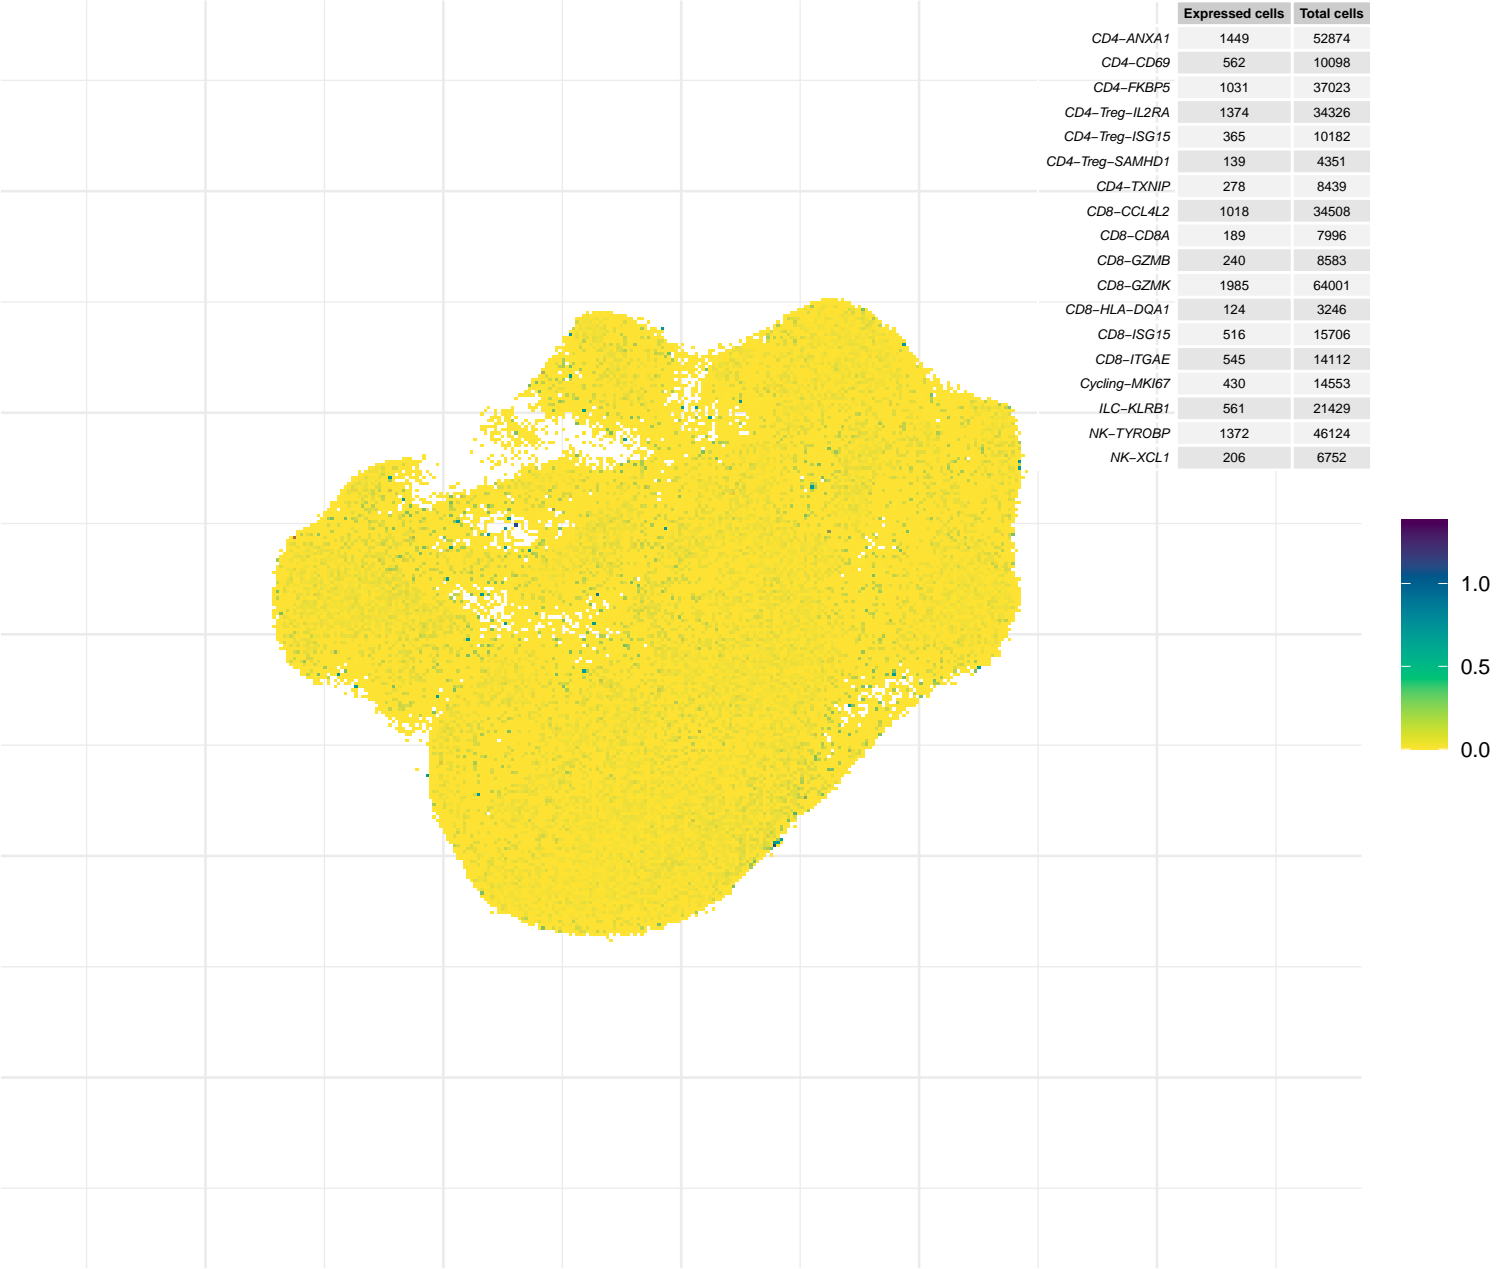 Expressed cells Total cells
CD4−ANXA1 1449 52874
CD4−CD69 562 10098
CD4−FKBP5 1031 37023
CD4−Treg−IL2RA 1374 34326
CD4−Treg−ISG15 365 10182
CD4−Treg−SAMHD1 139 4351
CD4−TXNIP 278 8439
CD8−CCL4L2 1018 34508
CD8−CD8A 189 7996
CD8−GZMB 240 8583
CD8−GZMK 1985 64001
CD8−HLA−DQA1 124 3246
CD8−ISG15 516 15706
CD8−ITGAE 545 14112
Cycling−MKI67 430 14553
ILC−KLRB1 561 21429
NK−TYROBP 1372 46124
NK−XCL1 206 6752
1.0
0.5
0.0